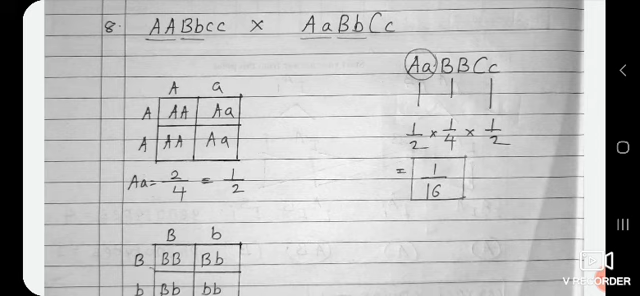 8. AABbcc × AaBbCc
AaBBCc
1/2 × 1/4 × 1/2
= 1/16
A a
A AA Aa
A AA Aa
Aa = 2/4 = 1/2
B b
B BB Bb
b Bb bb
V RECORDER